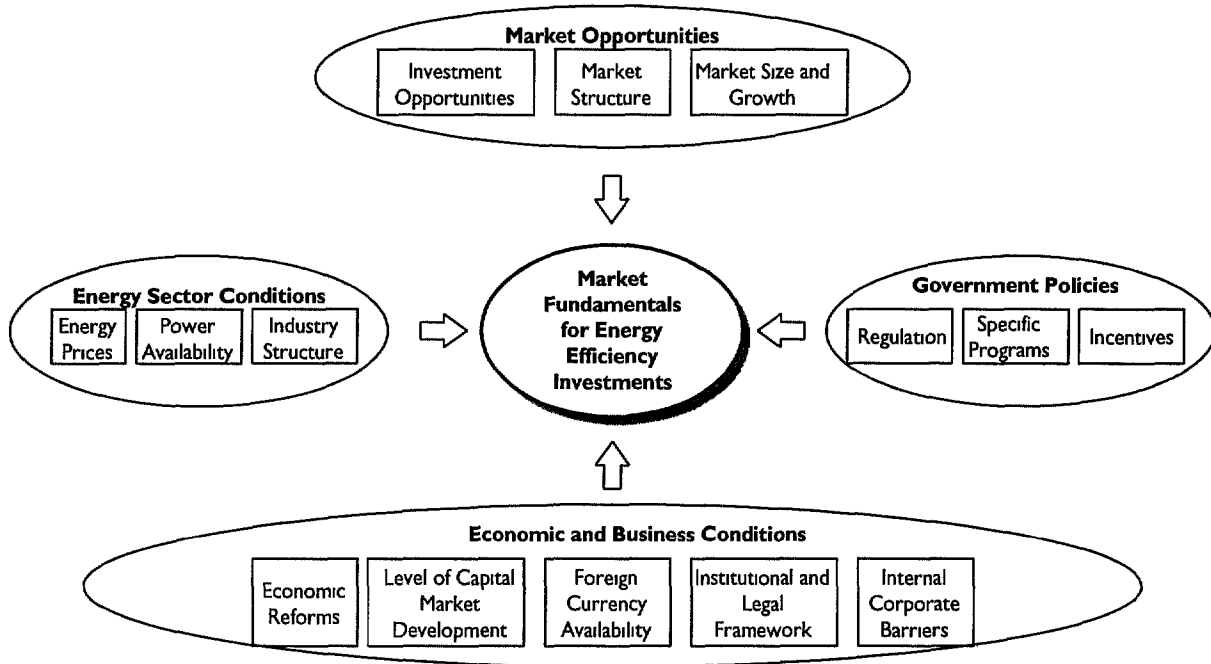 Market Opportunities
Investment
Opportunities
Market
Structure
Market Size and
Growth
Energy Sector Conditions
Energy
Prices
Power
Availability
Industry
Structure
Market
Fundamentals
for Energy
Efficiency
Investments
Government Policies
Regulation
Specific
Programs
Incentives
Economic and Business Conditions
Economic
Reforms
Level of Capital
Market
Development
Foreign
Currency
Availability
Institutional and
Legal
Framework
Internal
Corporate
Barriers